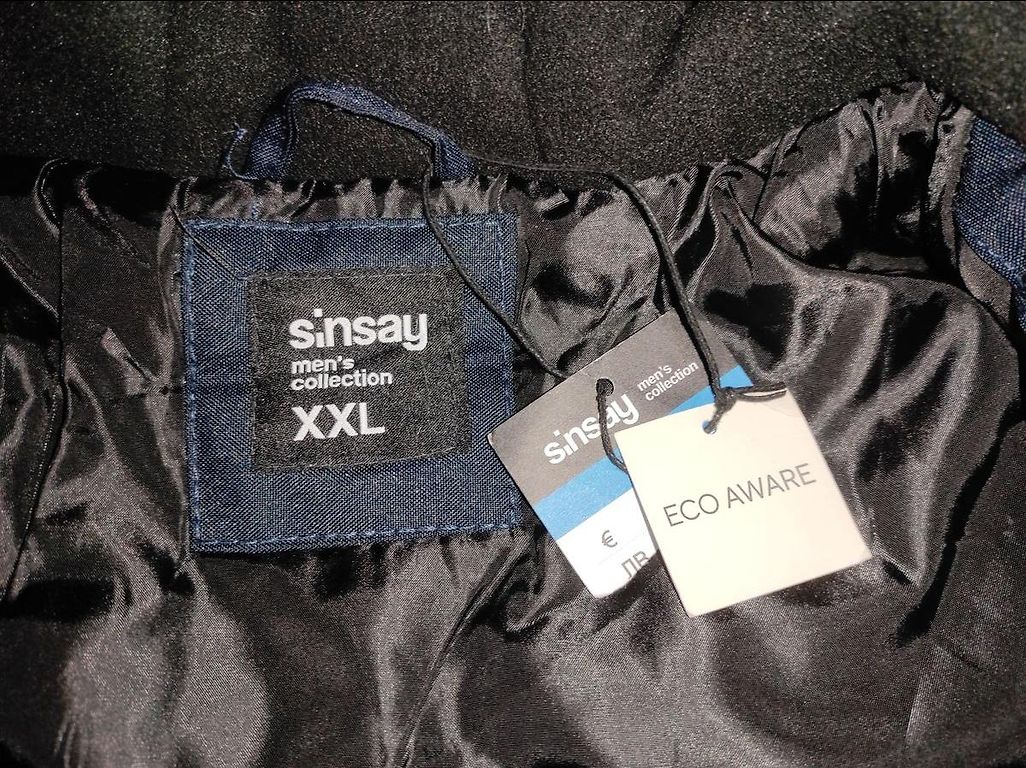 sinsay
men's
collection
XXL
sinsay
men's
collection
€
ЛВ
ECO AWARE